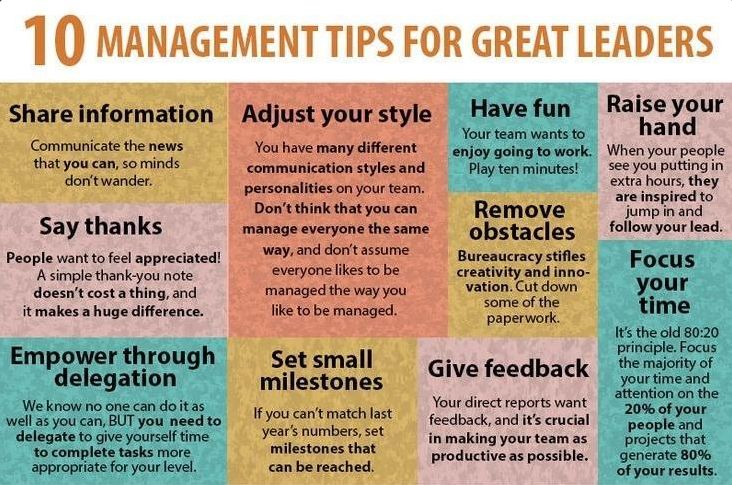 10 MANAGEMENT TIPS FOR GREAT LEADERS
Share information
Communicate the news
that you can, so minds
don't wander.
Adjust your style
You have many different
communication styles and
personalities on your team.
Don't think that you can
manage everyone the same
way, and don't assume
everyone likes to be
managed the way you
like to be managed.
Have fun
Your team wants to
enjoy going to work.
Play ten minutes!
Raise your
hand
When your people
see you putting in
extra hours, they
are inspired to
jump in and
follow your lead.
Say thanks
People want to feel appreciated!
A simple thank-you note
doesn't cost a thing, and
it makes a huge difference.
Remove
obstacles
Bureaucracy stifles
creativity and inno-
vation. Cut down
some of the
paperwork.
Focus
your
time
It's the old 80:20
principle. Focus
the majority of
your time and
attention on the
20% of your
people and
projects that
generate 80%
of your results.
Empower through
delegation
We know no one can do it as
well as you can, BUT you need to
delegate to give yourself time
to complete tasks more
appropriate for your level.
Set small
milestones
If you can't match last
year's numbers, set
milestones that
can be reached.
Give feedback
Your direct reports want
feedback, and it's crucial
in making your team as
productive as possible.